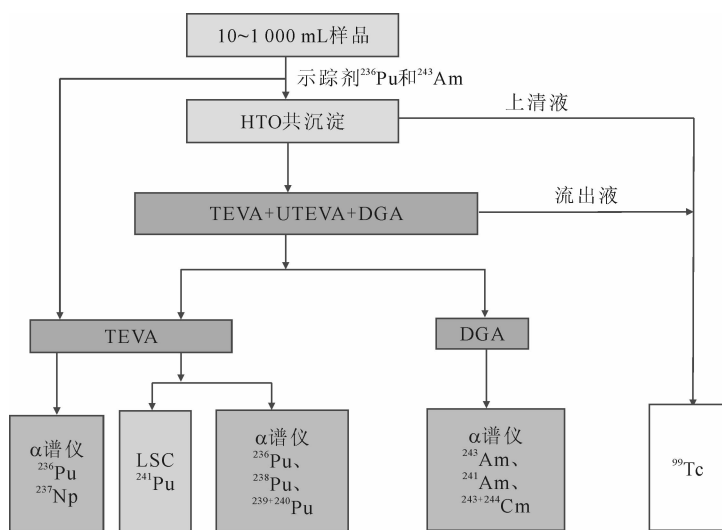 10~1 000 mL样品
示踪剂²³⁶Pu和²⁴³Am
HTO共沉淀
上清液
TEVA+UTEVA+DGA
流出液
TEVA
DGA
α谱仪
²³⁶Pu
²³⁷Np
LSC
²⁴¹Pu
α谱仪
²³⁶Pu、
²³⁸Pu、
²³⁹⁺²⁴⁰Pu
α谱仪
²⁴³Am、
²⁴¹Am、
²⁴³⁺²⁴⁴Cm
⁹⁹Tc